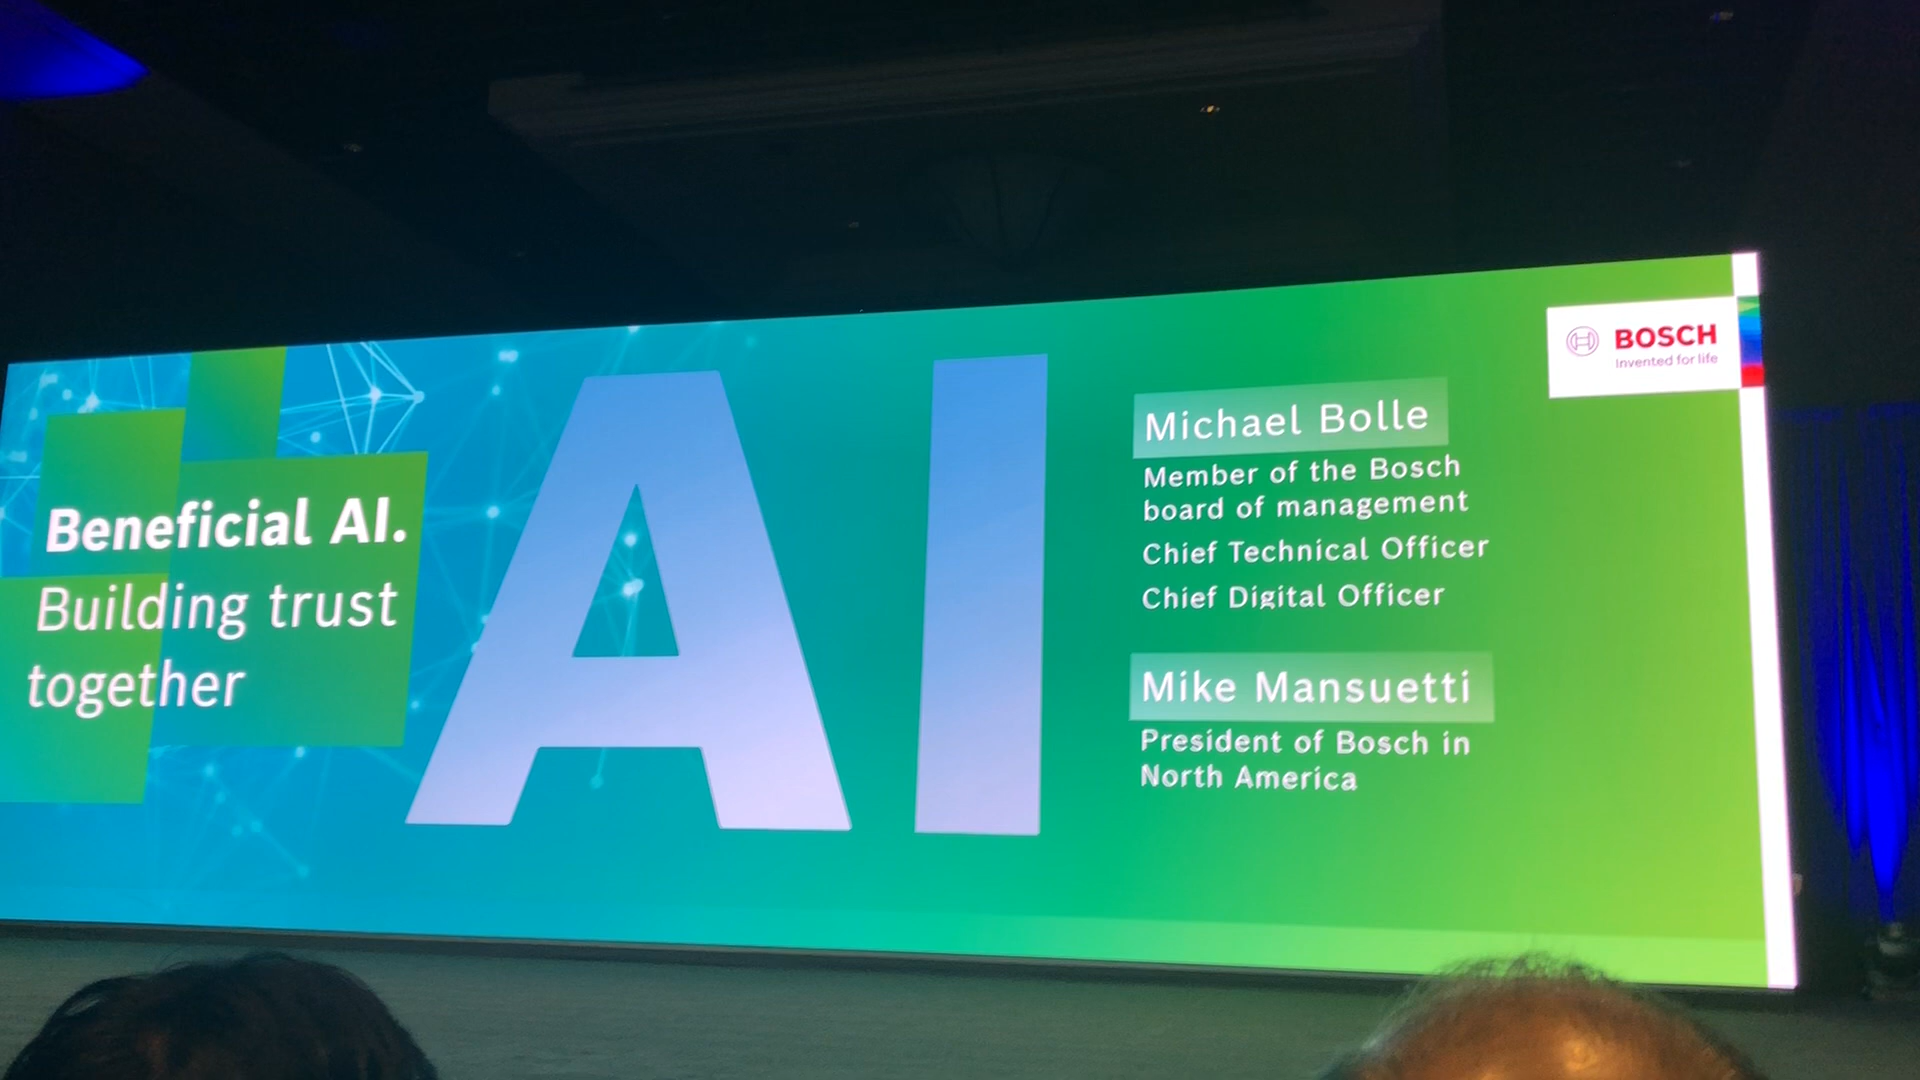 Beneficial AI.
Building trust
together
AI
Michael Bolle
Member of the Bosch
board of management
Chief Technical Officer
Chief Digital Officer
Mike Mansuetti
President of Bosch in
North America
BOSCH
Invented for life